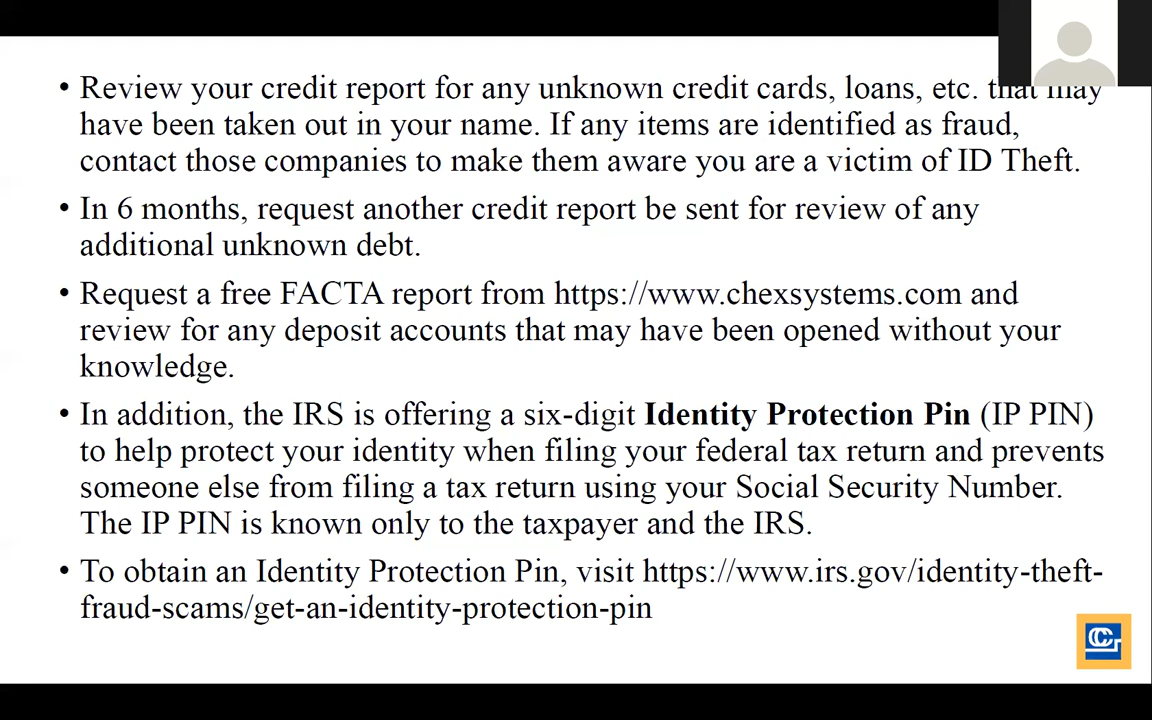 • Review your credit report for any unknown credit cards, loans, etc. that may
have been taken out in your name. If any items are identified as fraud,
contact those companies to make them aware you are a victim of ID Theft.
• In 6 months, request another credit report be sent for review of any
additional unknown debt.
• Request a free FACTA report from https://www.chexsystems.com and
review for any deposit accounts that may have been opened without your
knowledge.
• In addition, the IRS is offering a six-digit Identity Protection Pin (IP PIN)
to help protect your identity when filing your federal tax return and prevents
someone else from filing a tax return using your Social Security Number.
The IP PIN is known only to the taxpayer and the IRS.
• To obtain an Identity Protection Pin, visit https://www.irs.gov/identity-theft-
fraud-scams/get-an-identity-protection-pin